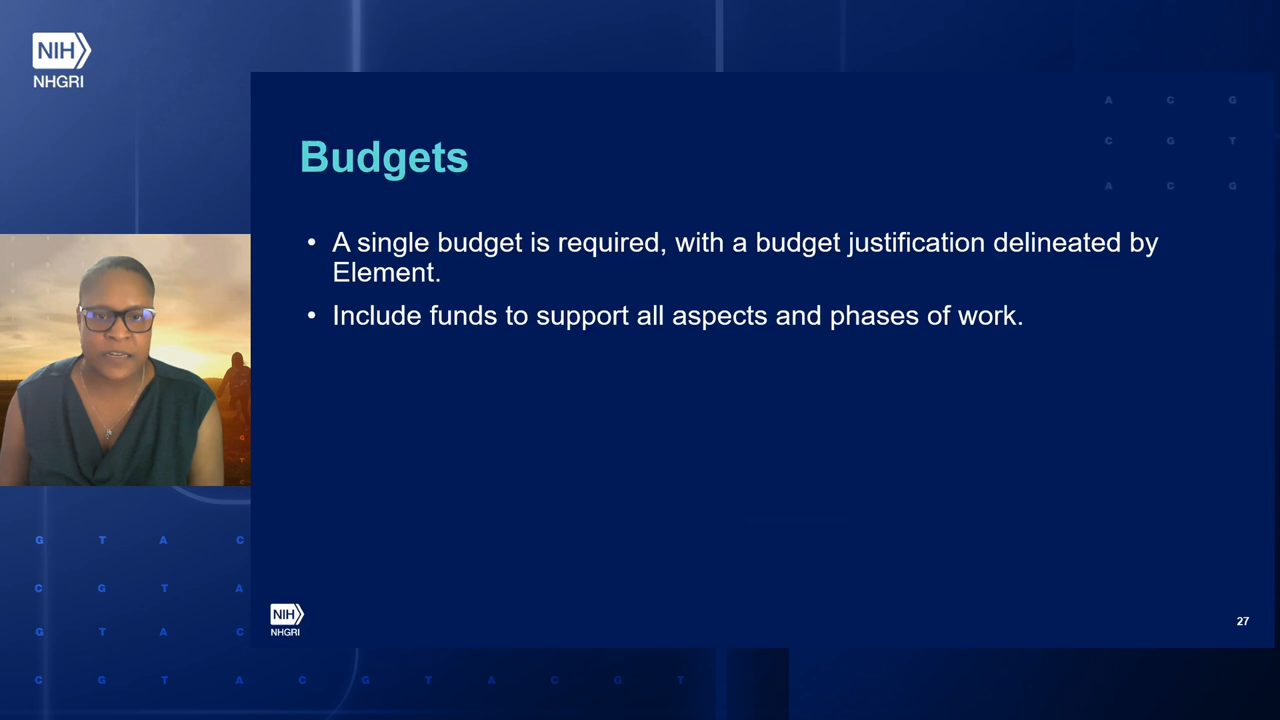 NIH
NHGRI
A C G
C G T
A C G
Budgets
• A single budget is required, with a budget justification delineated by
Element.
• Include funds to support all aspects and phases of work.
G
T
G T A C
C G T A
G T A C
C G T A C G T A C G T
NIH
NHGRI
27